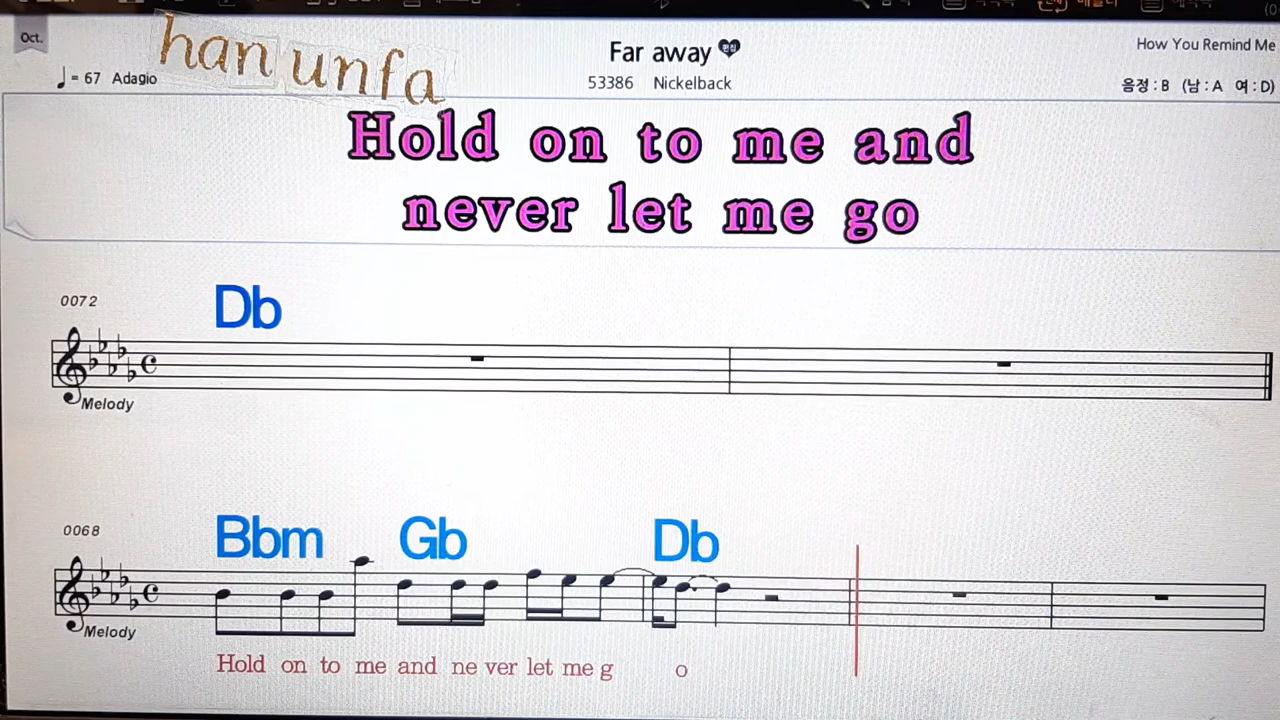 Oct.
han unfa
Far away 편집
How You Remind Me
= 67 Adagio
53386 Nickelback
음정 : B (남 : A 여 : D)
Hold on to me and
never let me go
0072
Db
Melody
0068
Bbm Gb Db
Melody
Hold on to me and ne ver let me g o